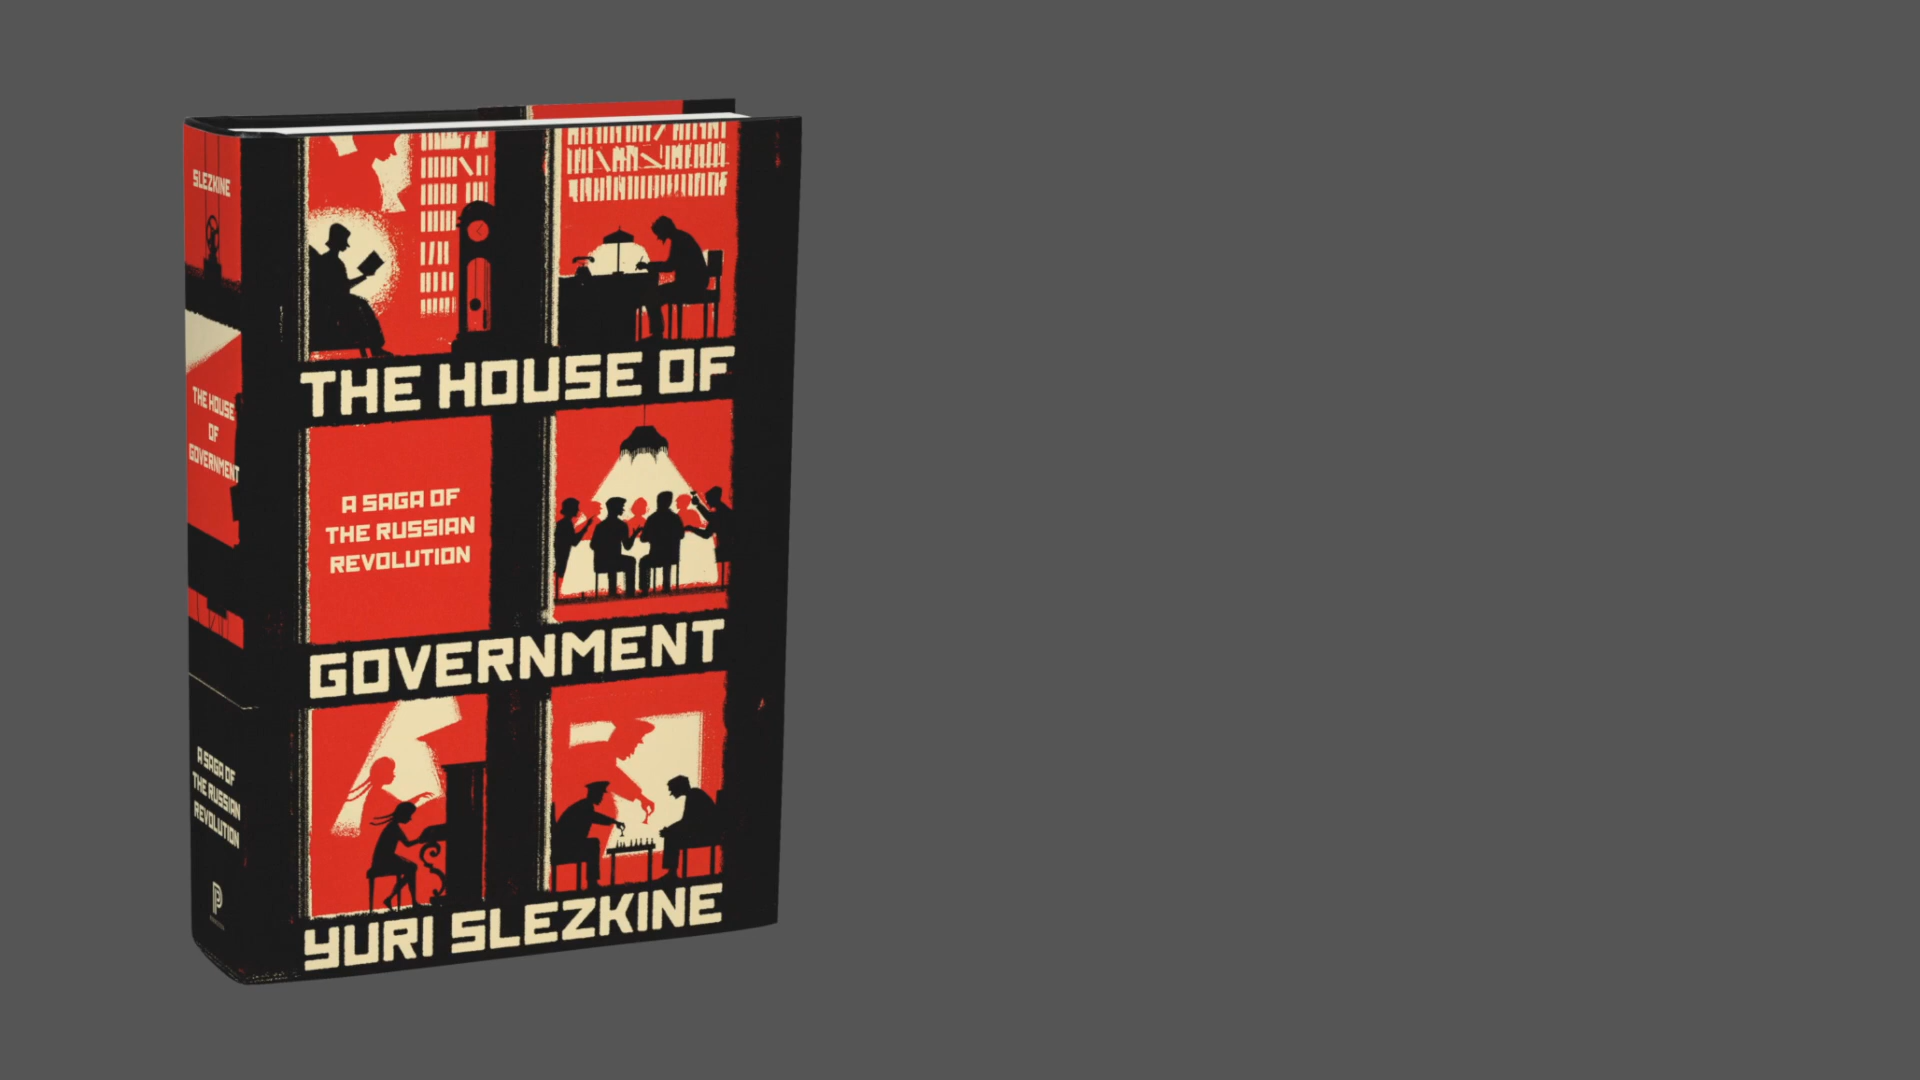 SLEZKINE
THE HOUSE
OF
GOVERNMENT
A SAGA OF
THE RUSSIAN
REVOLUTION
THE HOUSE OF
A SAGA OF
THE RUSSIAN
REVOLUTION
GOVERNMENT
YURI SLEZKINE